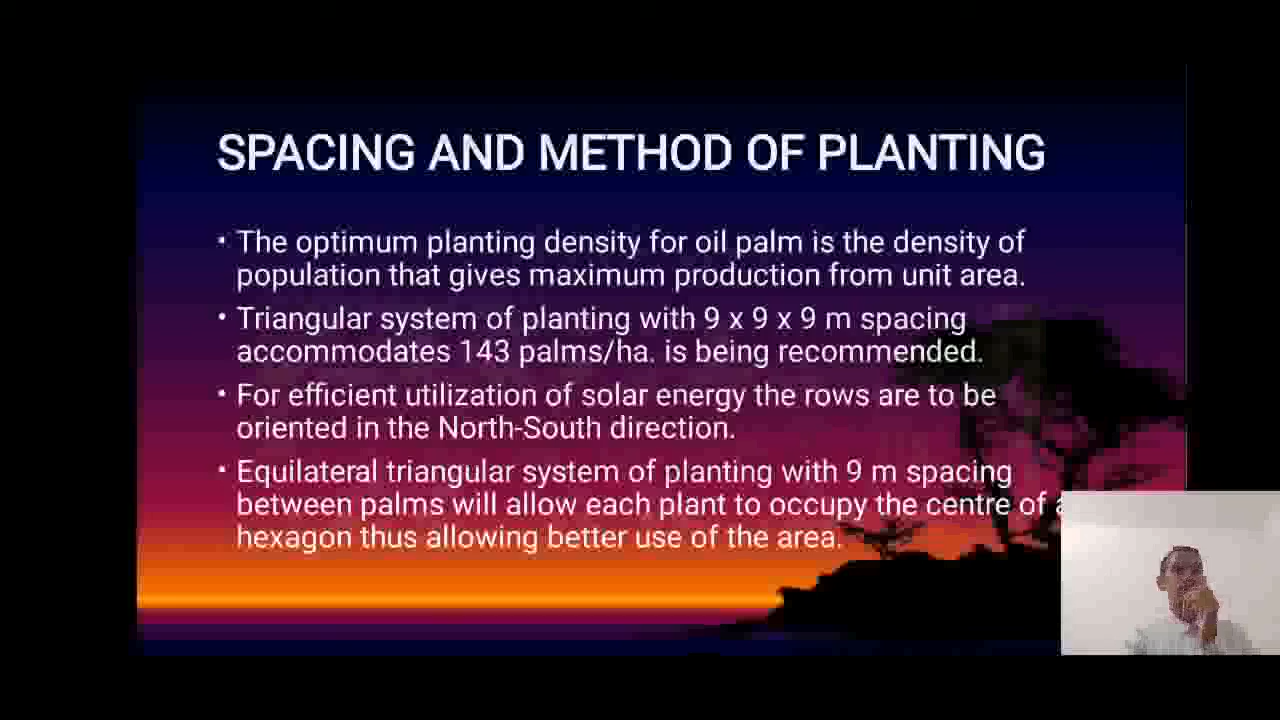 SPACING AND METHOD OF PLANTING
• The optimum planting density for oil palm is the density of
population that gives maximum production from unit area.
• Triangular system of planting with 9 x 9 x 9 m spacing
accommodates 143 palms/ha. is being recommended.
• For efficient utilization of solar energy the rows are to be
oriented in the North-South direction.
• Equilateral triangular system of planting with 9 m spacing
between palms will allow each plant to occupy the centre of a
hexagon thus allowing better use of the area.